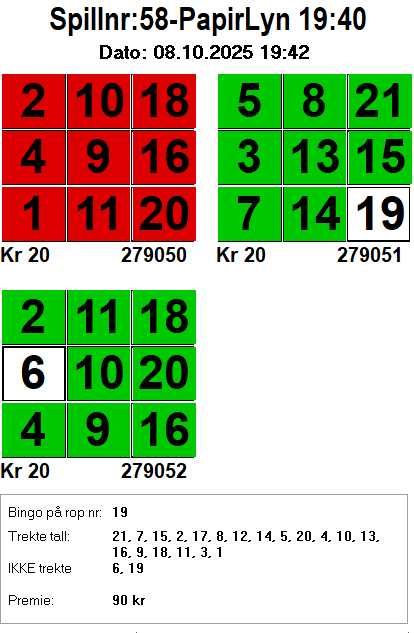 Spillnr:58-PapirLyn 19:40
Dato: 08.10.2025 19:42
2 10 18
4 9 16
1 11 20
Kr 20 279050
5 8 21
3 13 15
7 14 19
Kr 20 279051
2 11 18
6 10 20
4 9 16
Kr 20 279052
Bingo på rop nr: 19
Trekte tall: 21, 7, 15, 2, 17, 8, 12, 14, 5, 20, 4, 10, 13,
16, 9, 18, 11, 3, 1
IKKE trekte 6, 19
Premie: 90 kr